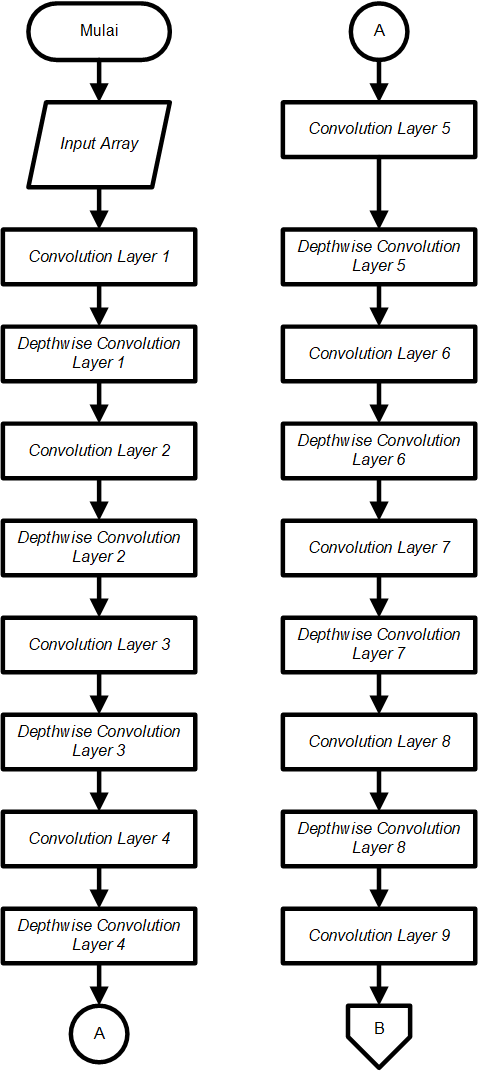 Mulai
Input Array
Convolution Layer 1
Depthwise Convolution
Layer 1
Convolution Layer 2
Depthwise Convolution
Layer 2
Convolution Layer 3
Depthwise Convolution
Layer 3
Convolution Layer 4
Depthwise Convolution
Layer 4
A
A
Convolution Layer 5
Depthwise Convolution
Layer 5
Convolution Layer 6
Depthwise Convolution
Layer 6
Convolution Layer 7
Depthwise Convolution
Layer 7
Convolution Layer 8
Depthwise Convolution
Layer 8
Convolution Layer 9
B